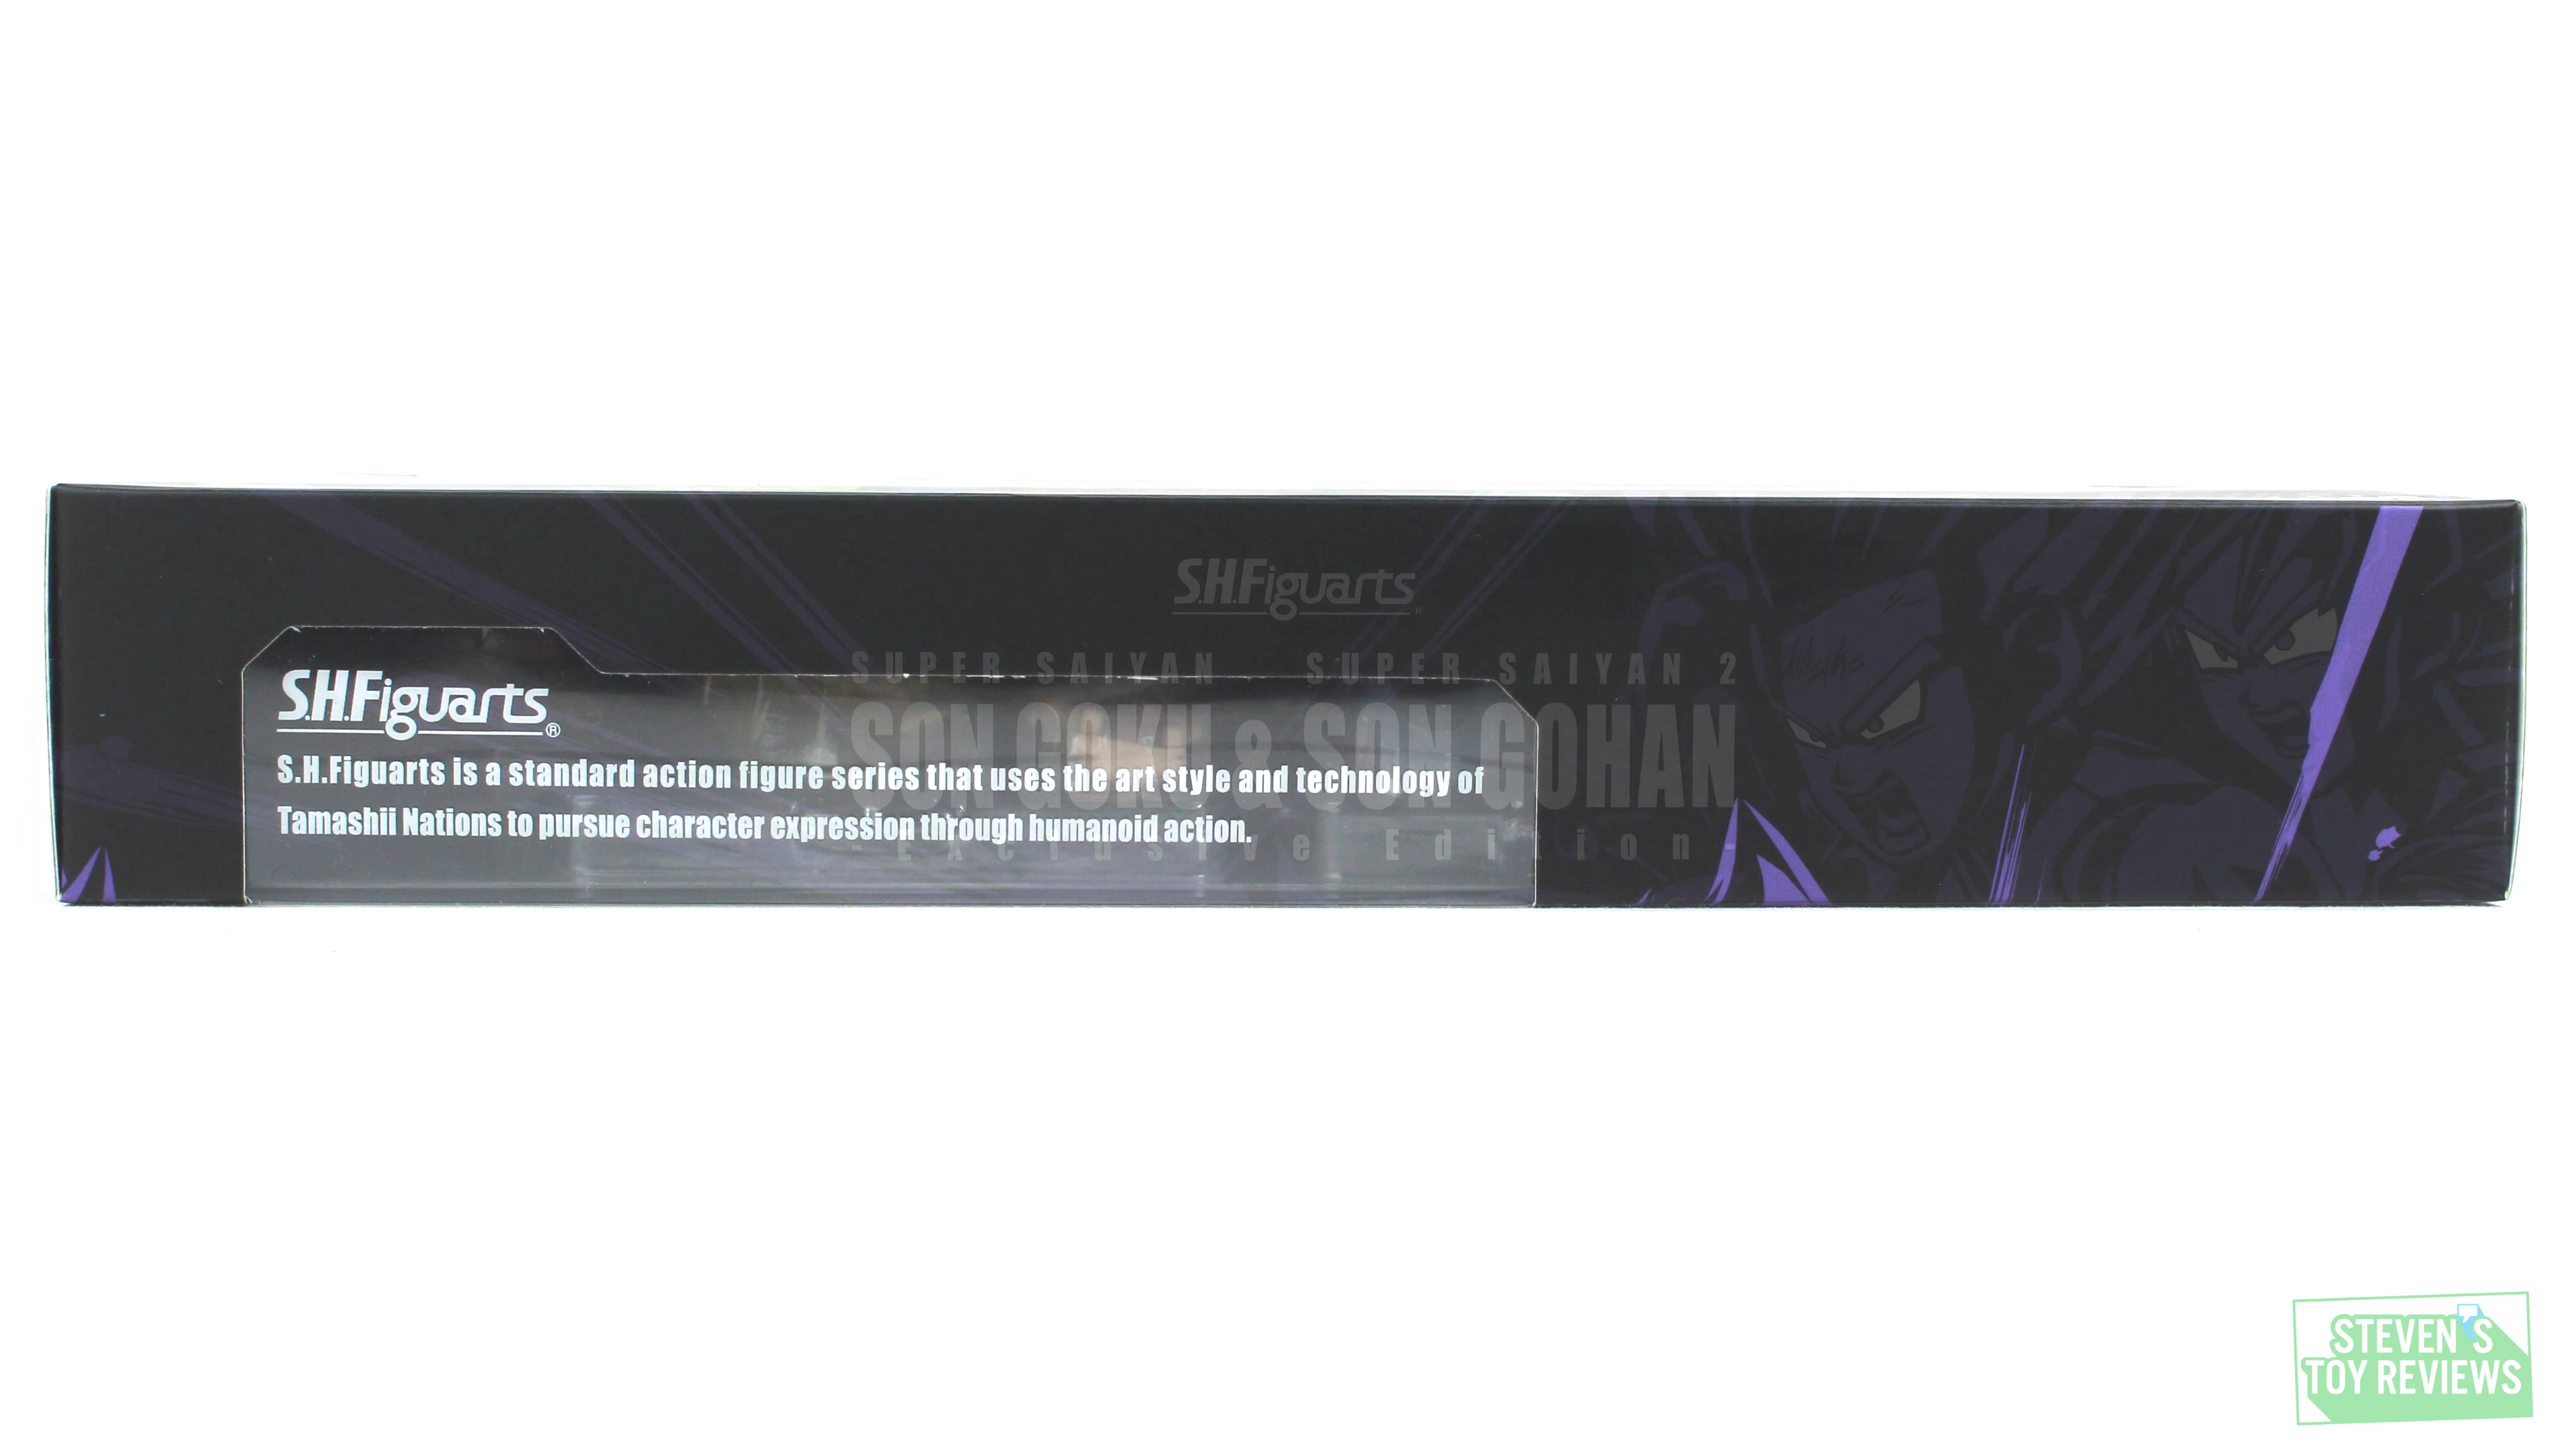 S.H.Figuarts
SUPER SAIYAN SUPER SAIYAN 2
SON GOKU & SON GOHAN
- Exclusive Edition -
S.H.Figuarts®
S.H.Figuarts is a standard action figure series that uses the art style and technology of
Tamashii Nations to pursue character expression through humanoid action.
STEVEN'S
TOY REVIEWS